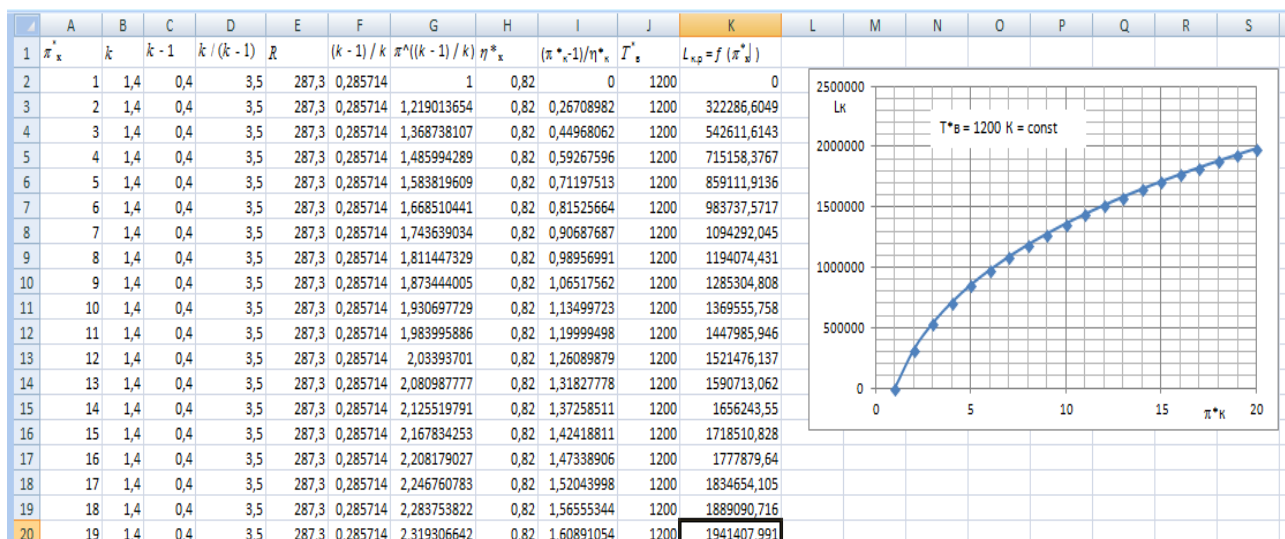 A B C D E F G H I J K L M N O P Q R S
1 π*к k k - 1 k / (k - 1) R (k - 1) / k π^((k - 1) / k) η*к (π*к-1)/η*к T*в Lк,р = f (π*к)
2 1 1,4 0,4 3,5 287,3 0,285714 1 0,82 0 1200 0
3 2 1,4 0,4 3,5 287,3 0,285714 1,219013654 0,82 0,26708982 1200 322286,6049
4 3 1,4 0,4 3,5 287,3 0,285714 1,368738107 0,82 0,44968062 1200 542611,6143
5 4 1,4 0,4 3,5 287,3 0,285714 1,485994289 0,82 0,59267596 1200 715158,3767
6 5 1,4 0,4 3,5 287,3 0,285714 1,583819609 0,82 0,71197513 1200 859111,9136
7 6 1,4 0,4 3,5 287,3 0,285714 1,668510441 0,82 0,81525664 1200 983737,5717
8 7 1,4 0,4 3,5 287,3 0,285714 1,743639034 0,82 0,90687687 1200 1094292,045
9 8 1,4 0,4 3,5 287,3 0,285714 1,811447329 0,82 0,98956991 1200 1194074,431
10 9 1,4 0,4 3,5 287,3 0,285714 1,873444005 0,82 1,06517562 1200 1285304,808
11 10 1,4 0,4 3,5 287,3 0,285714 1,930697729 0,82 1,13499723 1200 1369555,758
12 11 1,4 0,4 3,5 287,3 0,285714 1,983995886 0,82 1,19999498 1200 1447985,946
13 12 1,4 0,4 3,5 287,3 0,285714 2,03393701 0,82 1,26089879 1200 1521476,137
14 13 1,4 0,4 3,5 287,3 0,285714 2,080987777 0,82 1,31827778 1200 1590713,062
15 14 1,4 0,4 3,5 287,3 0,285714 2,125519791 0,82 1,37258511 1200 1656243,55
16 15 1,4 0,4 3,5 287,3 0,285714 2,167834253 0,82 1,42418811 1200 1718510,828
17 16 1,4 0,4 3,5 287,3 0,285714 2,208179027 0,82 1,47338906 1200 1777879,64
18 17 1,4 0,4 3,5 287,3 0,285714 2,246760783 0,82 1,52043998 1200 1834654,105
19 18 1,4 0,4 3,5 287,3 0,285714 2,283753822 0,82 1,56555344 1200 1889090,716
20 19 1,4 0,4 3,5 287,3 0,285714 2,319306642 0,82 1,60891054 1200 1941407,991
2500000
Lк
T*в = 1200 K = const
2000000
1500000
1000000
500000
0
0 5 10 15 20
π*к